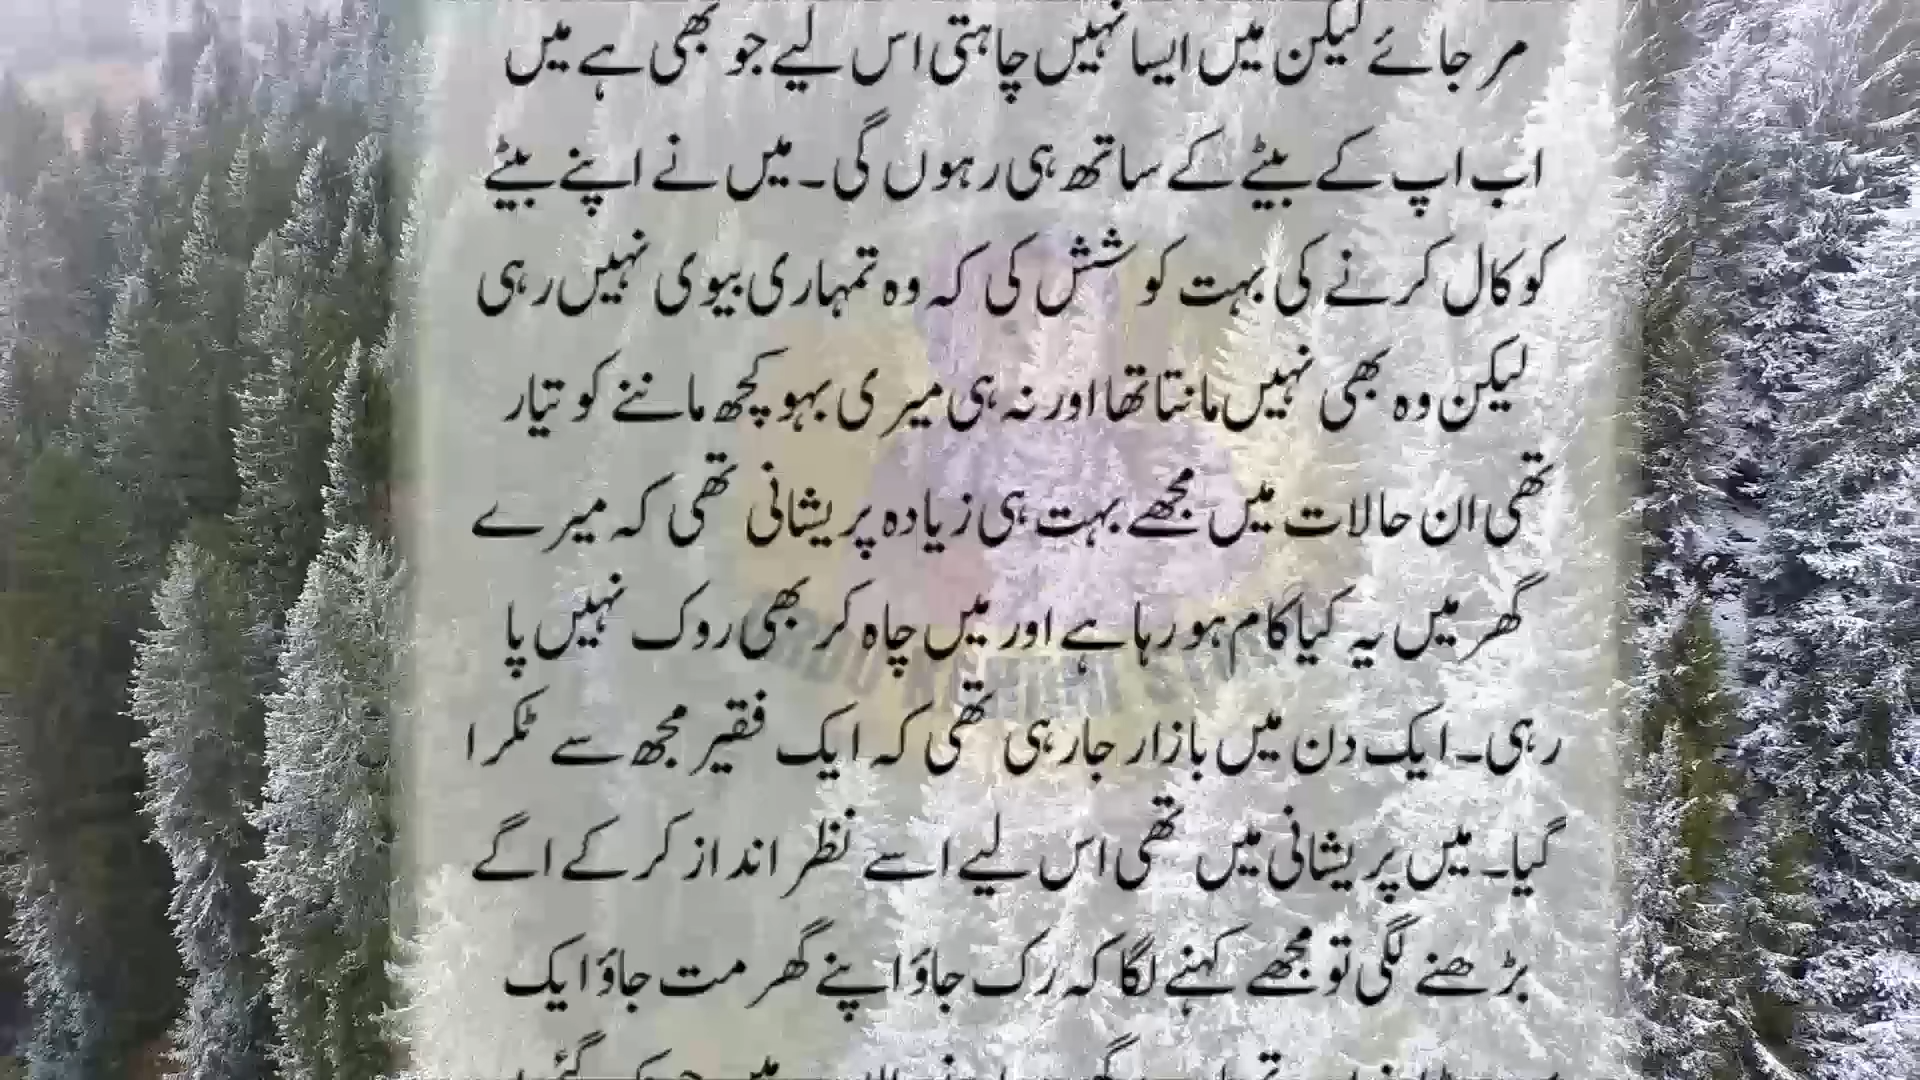 مر جائے لیکن میں ایسا نہیں چاہتی اس لیے جو بھی ہے میں
اب اپ کے بیٹے کے ساتھ ہی رہوں گی۔ میں نے اپنے بیٹے
کو کال کرنے کی بہت کوشش کی کہ وہ تمہاری بیوی نہیں رہی
لیکن وہ بھی نہیں مانتا تھا اور نہ ہی میری بہو کچھ ماننے کو تیار
تھی ان حالات میں مجھے بہت ہی زیادہ پریشانی تھی کہ میرے
گھر میں یہ کیا گام ہو رہا ہے اور میں چاہ کر بھی روک نہیں پا
رہی۔ ایک دن میں بازار جا رہی تھی کہ ایک فقیر مجھ سے ٹکرا
گیا۔ میں پریشانی میں تھی اس لیے اسے نظر انداز کر کے اگے
بڑھنے لگی تو مجھے کہنے لگا کہ رک جاؤ اپنے گھر مت جاؤ ایک